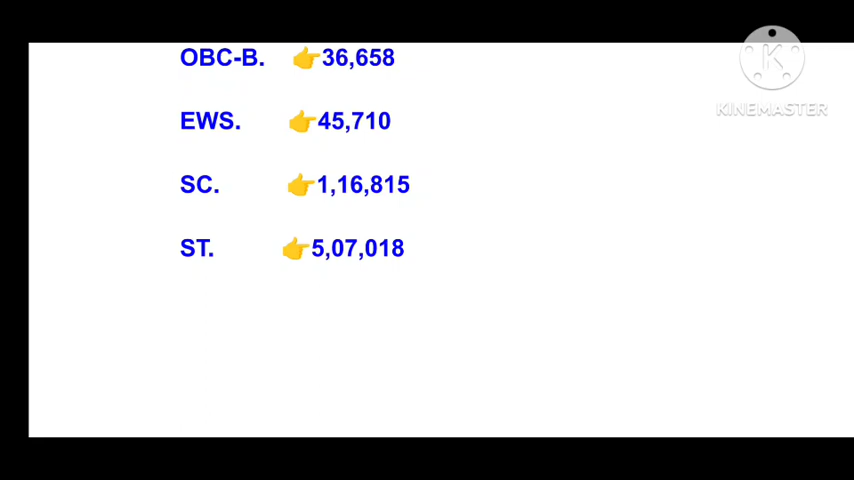 OBC-B. 👉36,658
EWS. 👉45,710
SC. 👉1,16,815
ST. 👉5,07,018
K
KINEMASTER